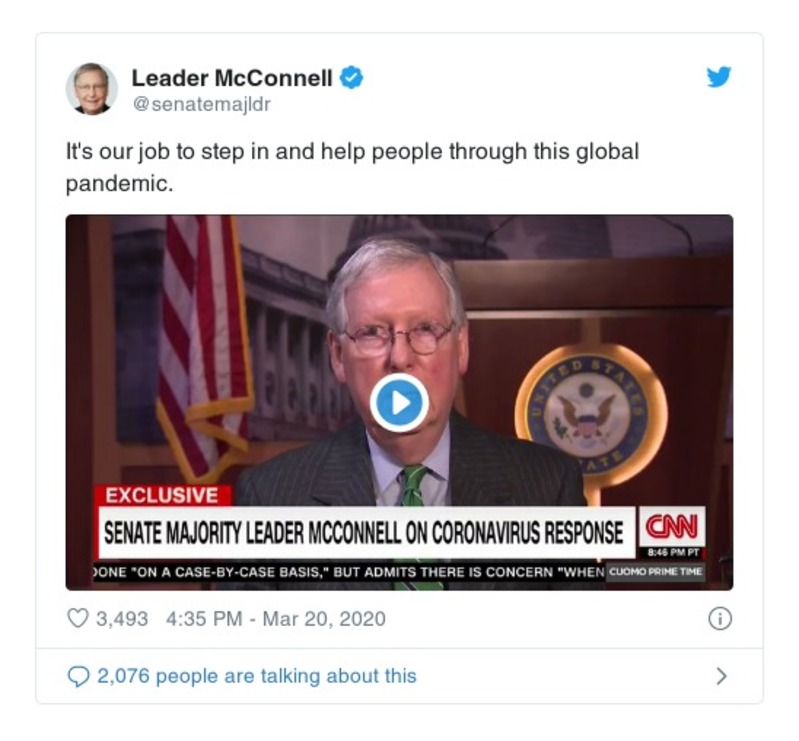 Leader McConnell
@senatemajldr
It's our job to step in and help people through this global
pandemic.
UNITED STATES
ATE
EXCLUSIVE
SENATE MAJORITY LEADER MCCONNELL ON CORONAVIRUS RESPONSE
CNN
8:46 PM PT
DONE "ON A CASE-BY-CASE BASIS," BUT ADMITS THERE IS CONCERN "WHEN
CUOMO PRIME TIME
3,493 4:35 PM - Mar 20, 2020
2,076 people are talking about this